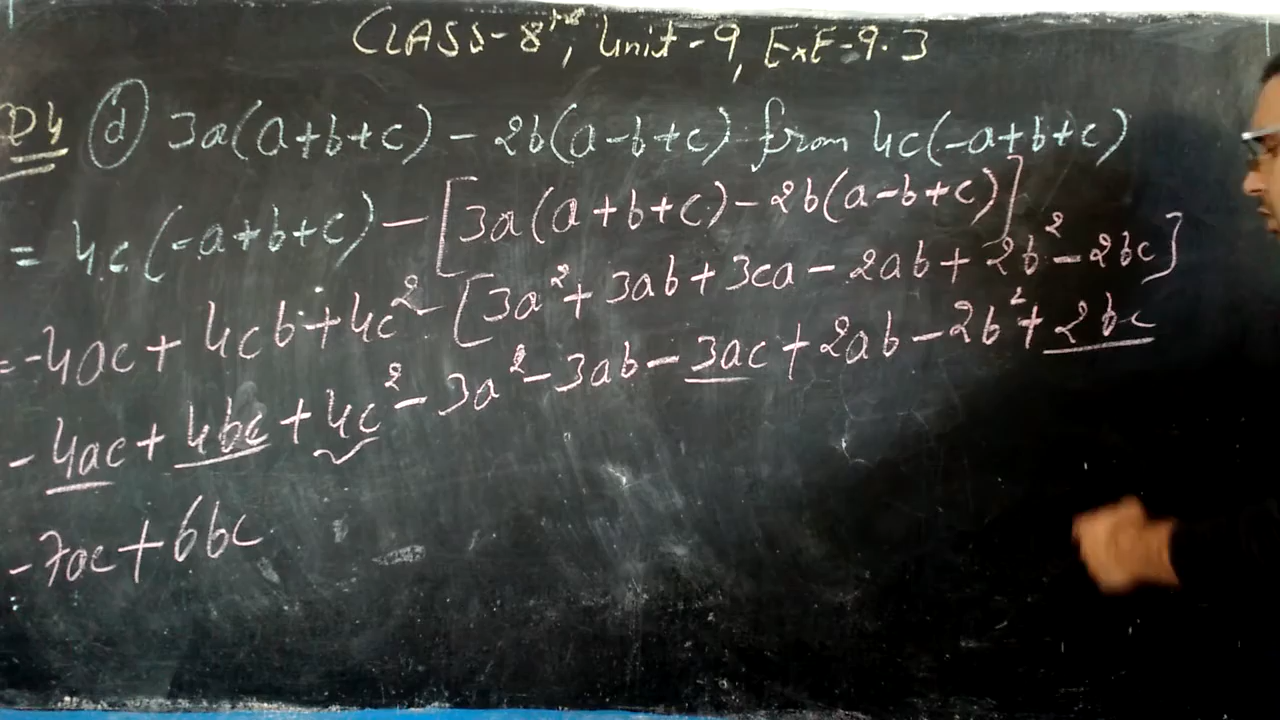 CLASS-8th, Unit-9, EXE-9.3
Q4 (d) 3a(a+b+c) - 2b(a-b+c) from 4c(-a+b+c)
= 4c(-a+b+c) - [3a(a+b+c) - 2b(a-b+c)]
= -4ac + 4cb + 4c² - [3a² + 3ab + 3ca - 2ab + 2b² - 2bc]
- 4ac + 4bc + 4c² - 3a² - 3ab - 3ac + 2ab - 2b² + 2bc
- 7ac + 6bc